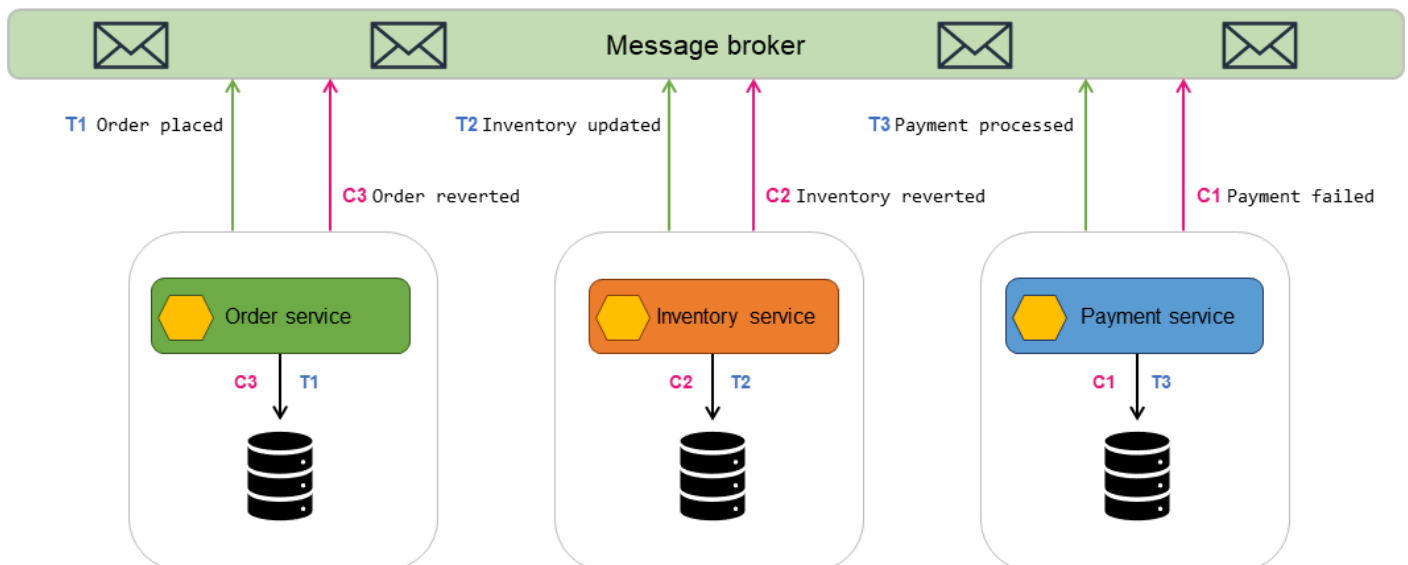 Message broker
T1 Order placed
T2 Inventory updated
T3 Payment processed
C3 Order reverted
C2 Inventory reverted
C1 Payment failed
Order service
Inventory service
Payment service
C3 T1
C2 T2
C1 T3